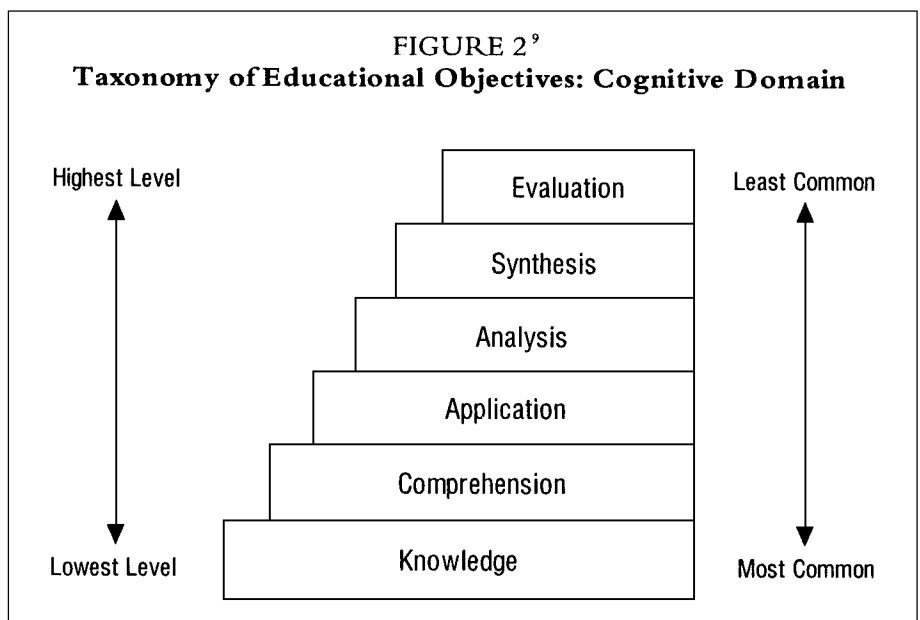 FIGURE 2⁹
Taxonomy of Educational Objectives: Cognitive Domain
Highest Level
Evaluation
Least Common
Synthesis
Analysis
Application
Comprehension
Lowest Level
Knowledge
Most Common